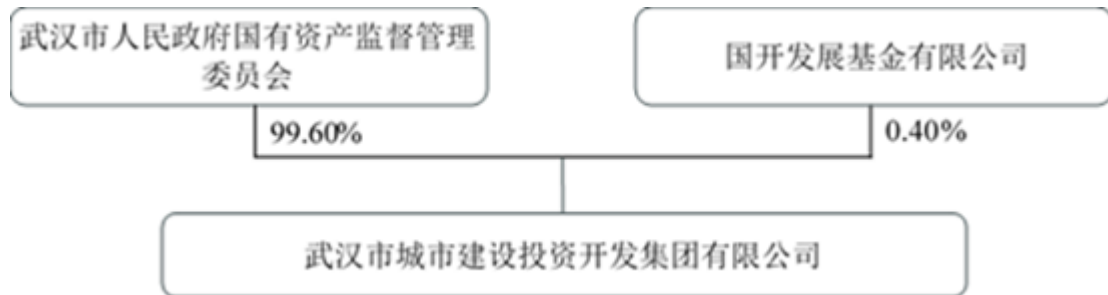 武汉市人民政府国有资产监督管理
委员会
国开发展基金有限公司
99.60%
0.40%
武汉市城市建设投资开发集团有限公司